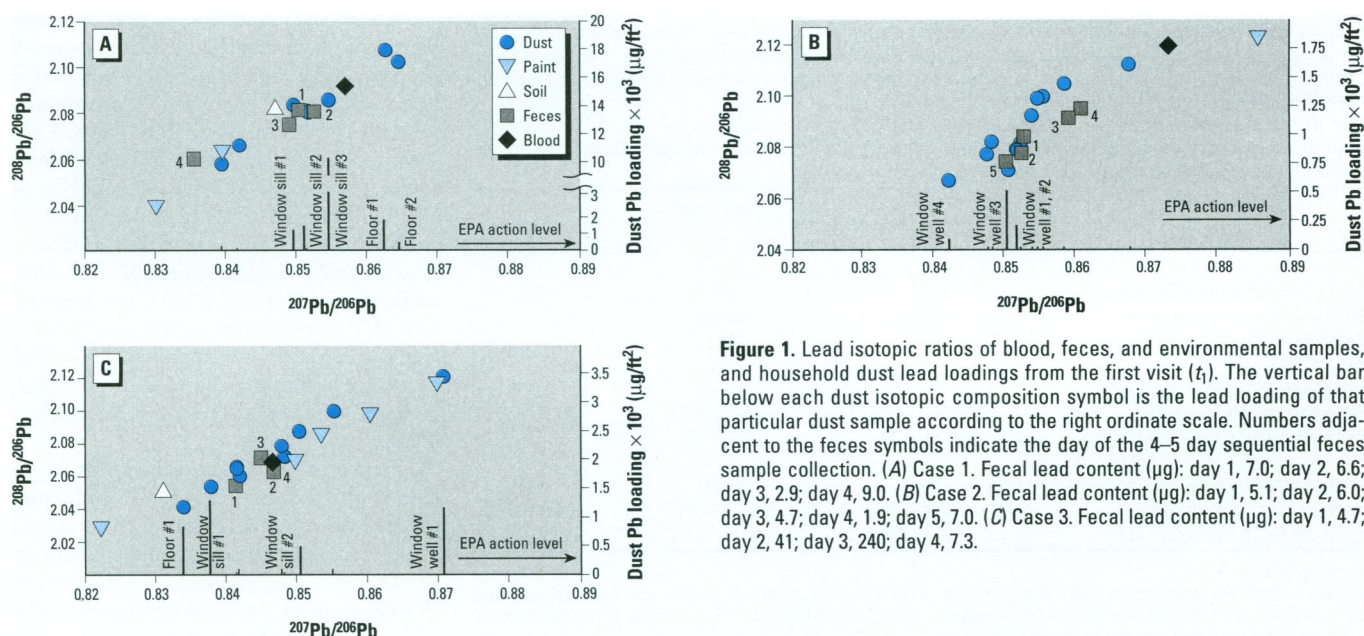 A
2.12
2.10
2.08
2.06
2.04
²⁰⁸Pb/²⁰⁶Pb
20
18
16
14
12
10
3
2
1
0
Dust Pb loading × 10³ (µg/ft²)
Dust
Paint
Soil
Feces
Blood
1
2
3
4
Window sill #1
Window sill #2
Window sill #3
Floor #1
Floor #2
EPA action level
0.82 0.83 0.84 0.85 0.86 0.87 0.88 0.89
²⁰⁷Pb/²⁰⁶Pb
B
2.12
2.10
2.08
2.06
2.04
²⁰⁸Pb/²⁰⁶Pb
1.75
1.5
1.25
1
0.75
0.5
0.25
0
Dust Pb loading × 10³ (µg/ft²)
4
3
1
2
5
Window well #4
Window well #3
Window well #1, #2
EPA action level
0.82 0.83 0.84 0.85 0.86 0.87 0.88 0.89
²⁰⁷Pb/²⁰⁶Pb
C
2.12
2.10
2.08
2.06
2.04
2.02
²⁰⁸Pb/²⁰⁶Pb
3.5
3
2.5
2
1.5
1
0.5
0
Dust Pb loading × 10³ (µg/ft²)
3
4
2
1
Floor #1
Window sill #1
Window sill #2
Window well #1
EPA action level
0.82 0.83 0.84 0.85 0.86 0.87 0.88 0.89
²⁰⁷Pb/²⁰⁶Pb
Figure 1. Lead isotopic ratios of blood, feces, and environmental samples,
and household dust lead loadings from the first visit (t₁). The vertical bar
below each dust isotopic composition symbol is the lead loading of that
particular dust sample according to the right ordinate scale. Numbers adja-
cent to the feces symbols indicate the day of the 4–5 day sequential feces
sample collection. (A) Case 1. Fecal lead content (µg): day 1, 7.0; day 2, 6.6;
day 3, 2.9; day 4, 9.0. (B) Case 2. Fecal lead content (µg): day 1, 5.1; day 2, 6.0;
day 3, 4.7; day 4, 1.9; day 5, 7.0. (C) Case 3. Fecal lead content (µg): day 1, 4.7;
day 2, 41; day 3, 240; day 4, 7.3.